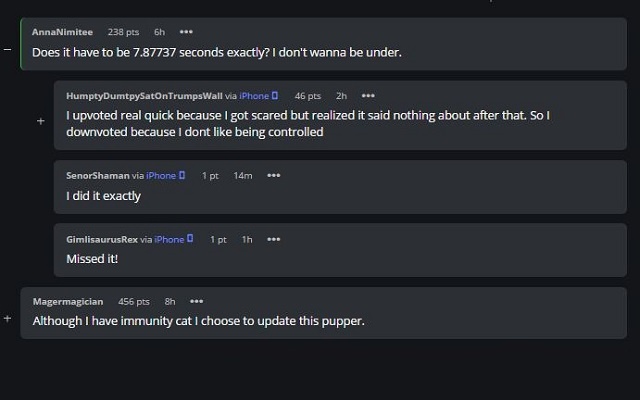 AnnaNimitee 238 pts 6h •••
Does it have to be 7.87737 seconds exactly? I don't wanna be under.
HumptyDumtpySatOnTrumpsWall via iPhone 46 pts 2h •••
I upvoted real quick because I got scared but realized it said nothing about after that. So I
downvoted because I dont like being controlled
SenorShaman via iPhone 1 pt 14m •••
I did it exactly
GimlisaurusRex via iPhone 1 pt 1h •••
Missed it!
Magermagician 456 pts 8h •••
Although I have immunity cat I choose to update this pupper.